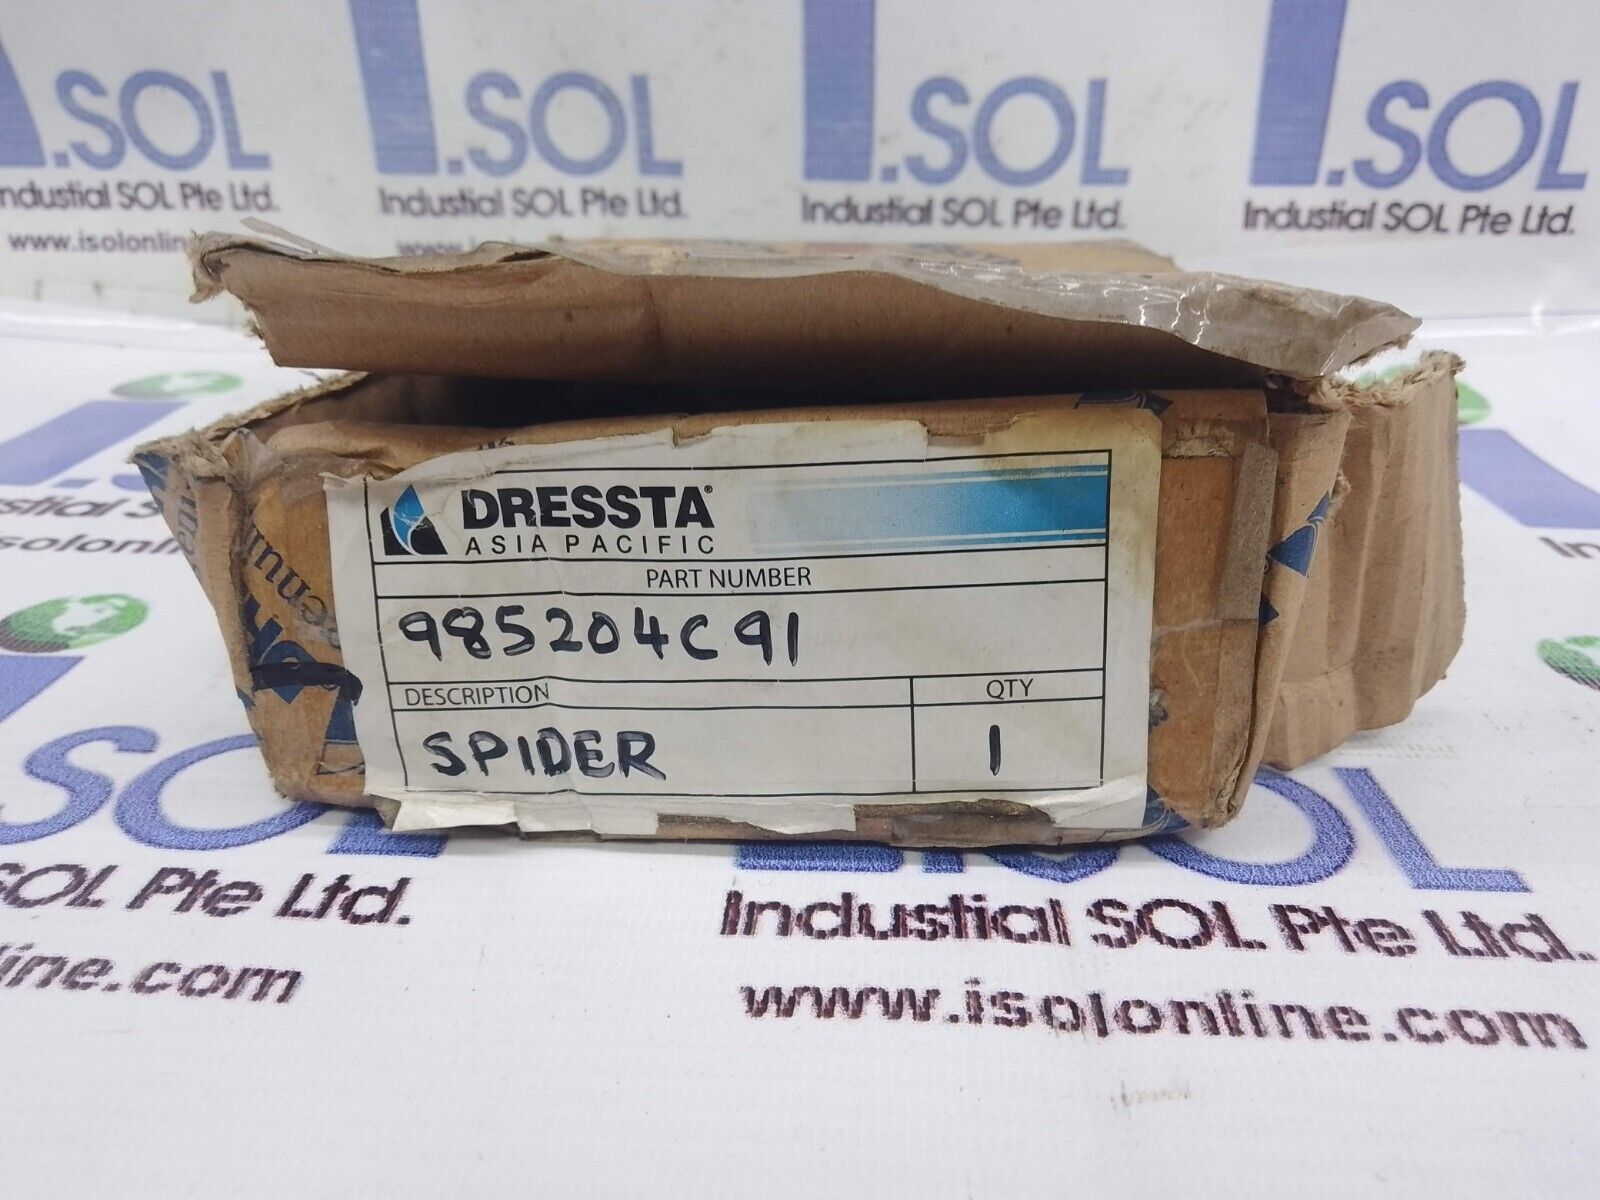 I.SOL
I.SOL
I.SOL
I.SOL
Industial SOL Pte Ltd.
Industial SOL Pte Ltd.
Industial SOL Pte Ltd.
Industial SOL Pte Ltd.
www.isolonline
DRESSTA®
ASIA PACIFIC
PART NUMBER
985204C91
DESCRIPTION
QTY
SPIDER
1
enuin
SOL Pte Ltd.
line.com
Industial SOL Pte Ltd.
www.isolonline.com